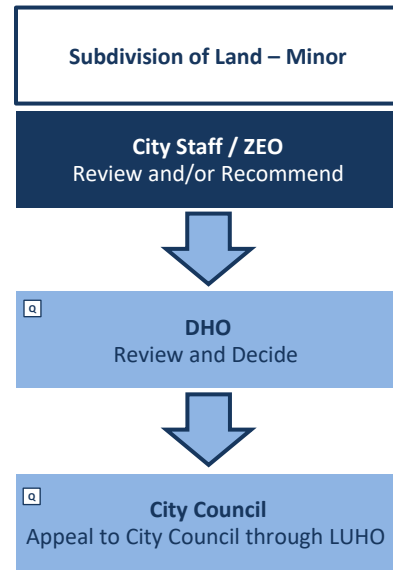 Subdivision of Land – Minor
City Staff / ZEO
Review and/or Recommend
Q
DHO
Review and Decide
Q
City Council
Appeal to City Council through LUHO